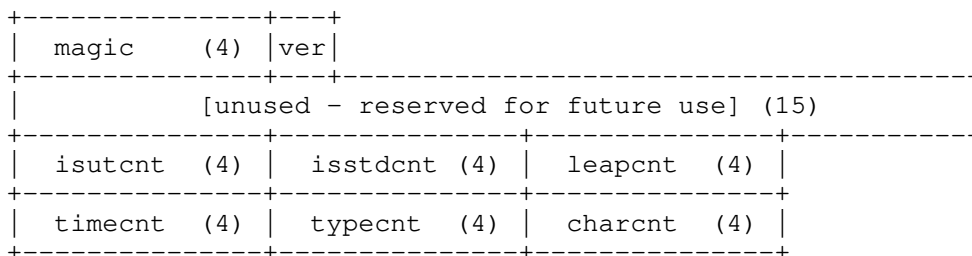 +---------------+---+
|  magic    (4) |ver|
+---------------+---+---------------------------------------
|           [unused - reserved for future use] (15)
+---------------+---------------+---------------+-----------
|  isutcnt  (4) |  isstdcnt (4) |  leapcnt  (4) |
+---------------+---------------+---------------+
|  timecnt  (4) |  typecnt  (4) |  charcnt  (4) |
+---------------+---------------+---------------+